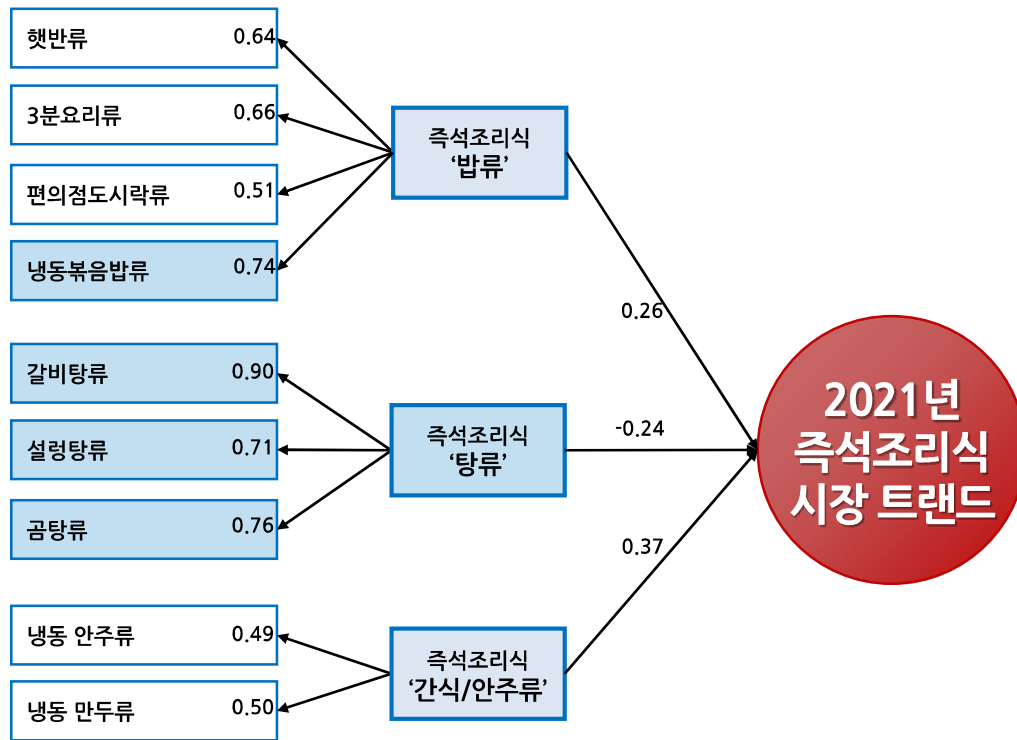 햇반류 0.64
3분요리류 0.66
편의점도시락류 0.51
냉동볶음밥류 0.74
갈비탕류 0.90
설렁탕류 0.71
곰탕류 0.76
냉동 안주류 0.49
냉동 만두류 0.50
즉석조리식
‘밥류’
즉석조리식
‘탕류’
즉석조리식
‘간식/안주류’
0.26
-0.24
0.37
2021년
즉석조리식
시장 트랜드